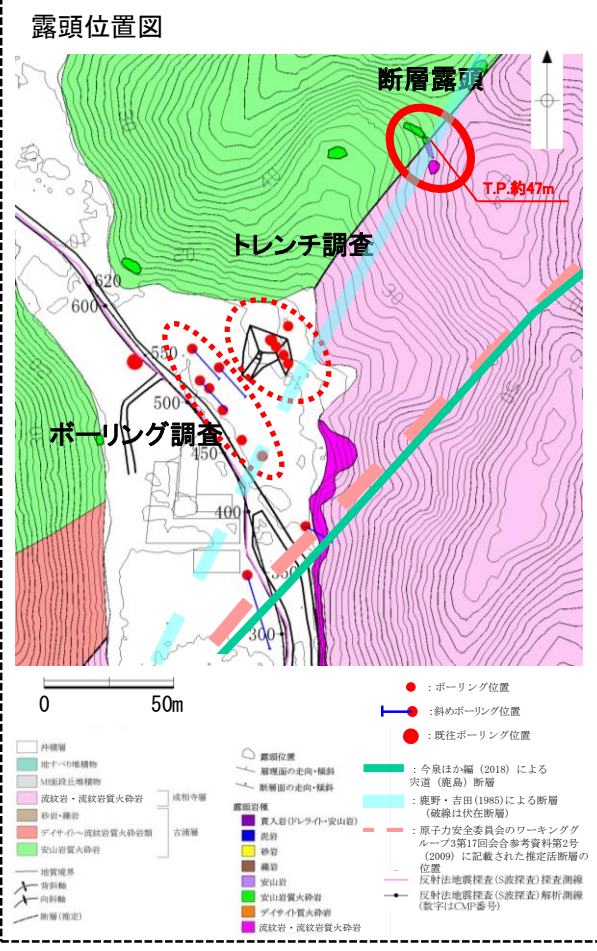 露頭位置図
断層露頭
T.P.約47m
トレンチ調査
620
600
550
500
ボーリング調査
450
400
350
300
0 50m
：ボーリング位置
：斜めボーリング位置
：既往ボーリング位置
：今泉ほか編（2018）による
宍道（鹿島）断層
：鹿野・吉田(1985)による断層
（破線は伏在断層）
：原子力安全委員会のワーキンググ
ループ3第17回会合参考資料第2号
（2009）に記載された推定活断層の
位置
反射法地震探査(S波探査)探査測線
反射法地震探査(S波探査)解析測線
(数字はCMP番号)
沖積層
地すべり堆積物
M1面段丘堆積物
流紋岩・流紋岩質火砕岩
成相寺層
砂岩・礫岩
デイサイト～流紋岩質火砕岩類
古浦層
安山岩質火砕岩
地質境界
背斜軸
向斜軸
断層(推定)
露頭位置
層理面の走向・傾斜
断層面の走向・傾斜
露頭岩種
貫入岩(ドレライト・安山岩)
泥岩
砂岩
礫岩
安山岩
安山岩質火砕岩
デイサイト質火砕岩
流紋岩・流紋岩質火砕岩